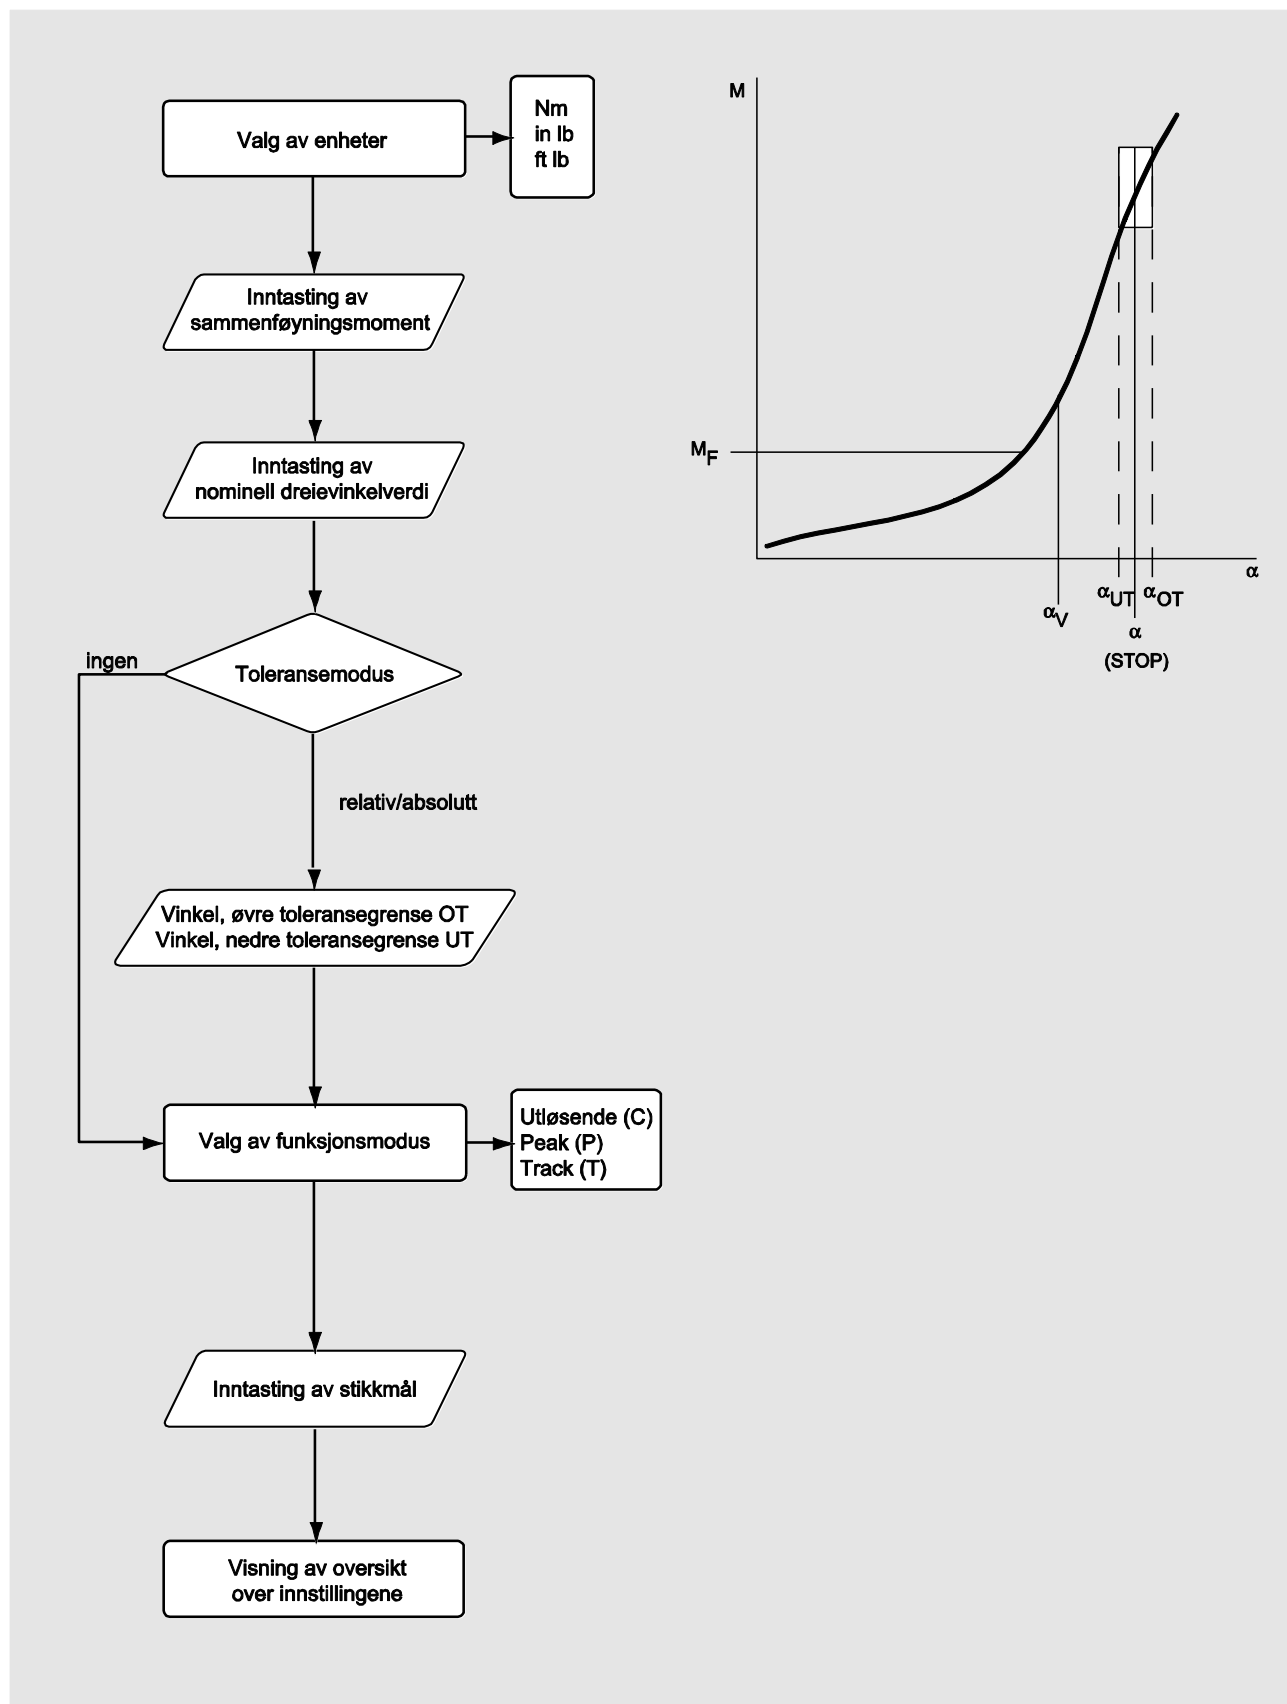 Valg av enheter
Nm
in lb
ft lb
Inntasting av
sammenføyningsmoment
Inntasting av
nominell dreievinkelverdi
ingen
Toleransemodus
relativ/absolutt
Vinkel, øvre toleransegrense OT
Vinkel, nedre toleransegrense UT
Valg av funksjonsmodus
Utløsende (C)
Peak (P)
Track (T)
Inntasting av stikkmål
Visning av oversikt
over innstillingene
M
MF
α
αV
αUT
αOT
α
(STOP)